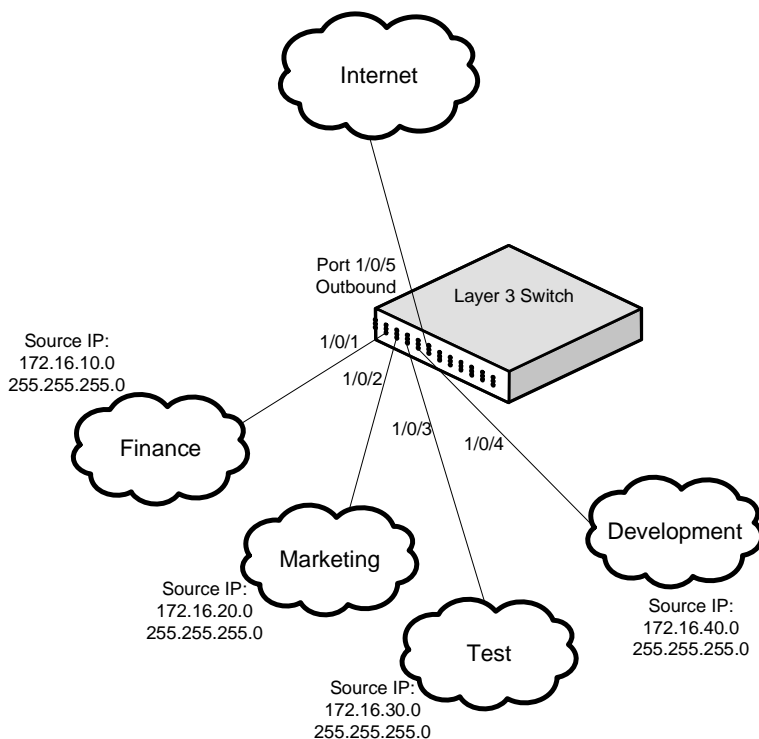 Internet
Port 1/0/5
Outbound
Layer 3 Switch
Source IP:
172.16.10.0
255.255.255.0
1/0/1
1/0/2
1/0/3
1/0/4
Finance
Marketing
Source IP:
172.16.20.0
255.255.255.0
Development
Source IP:
172.16.40.0
255.255.255.0
Test
Source IP:
172.16.30.0
255.255.255.0